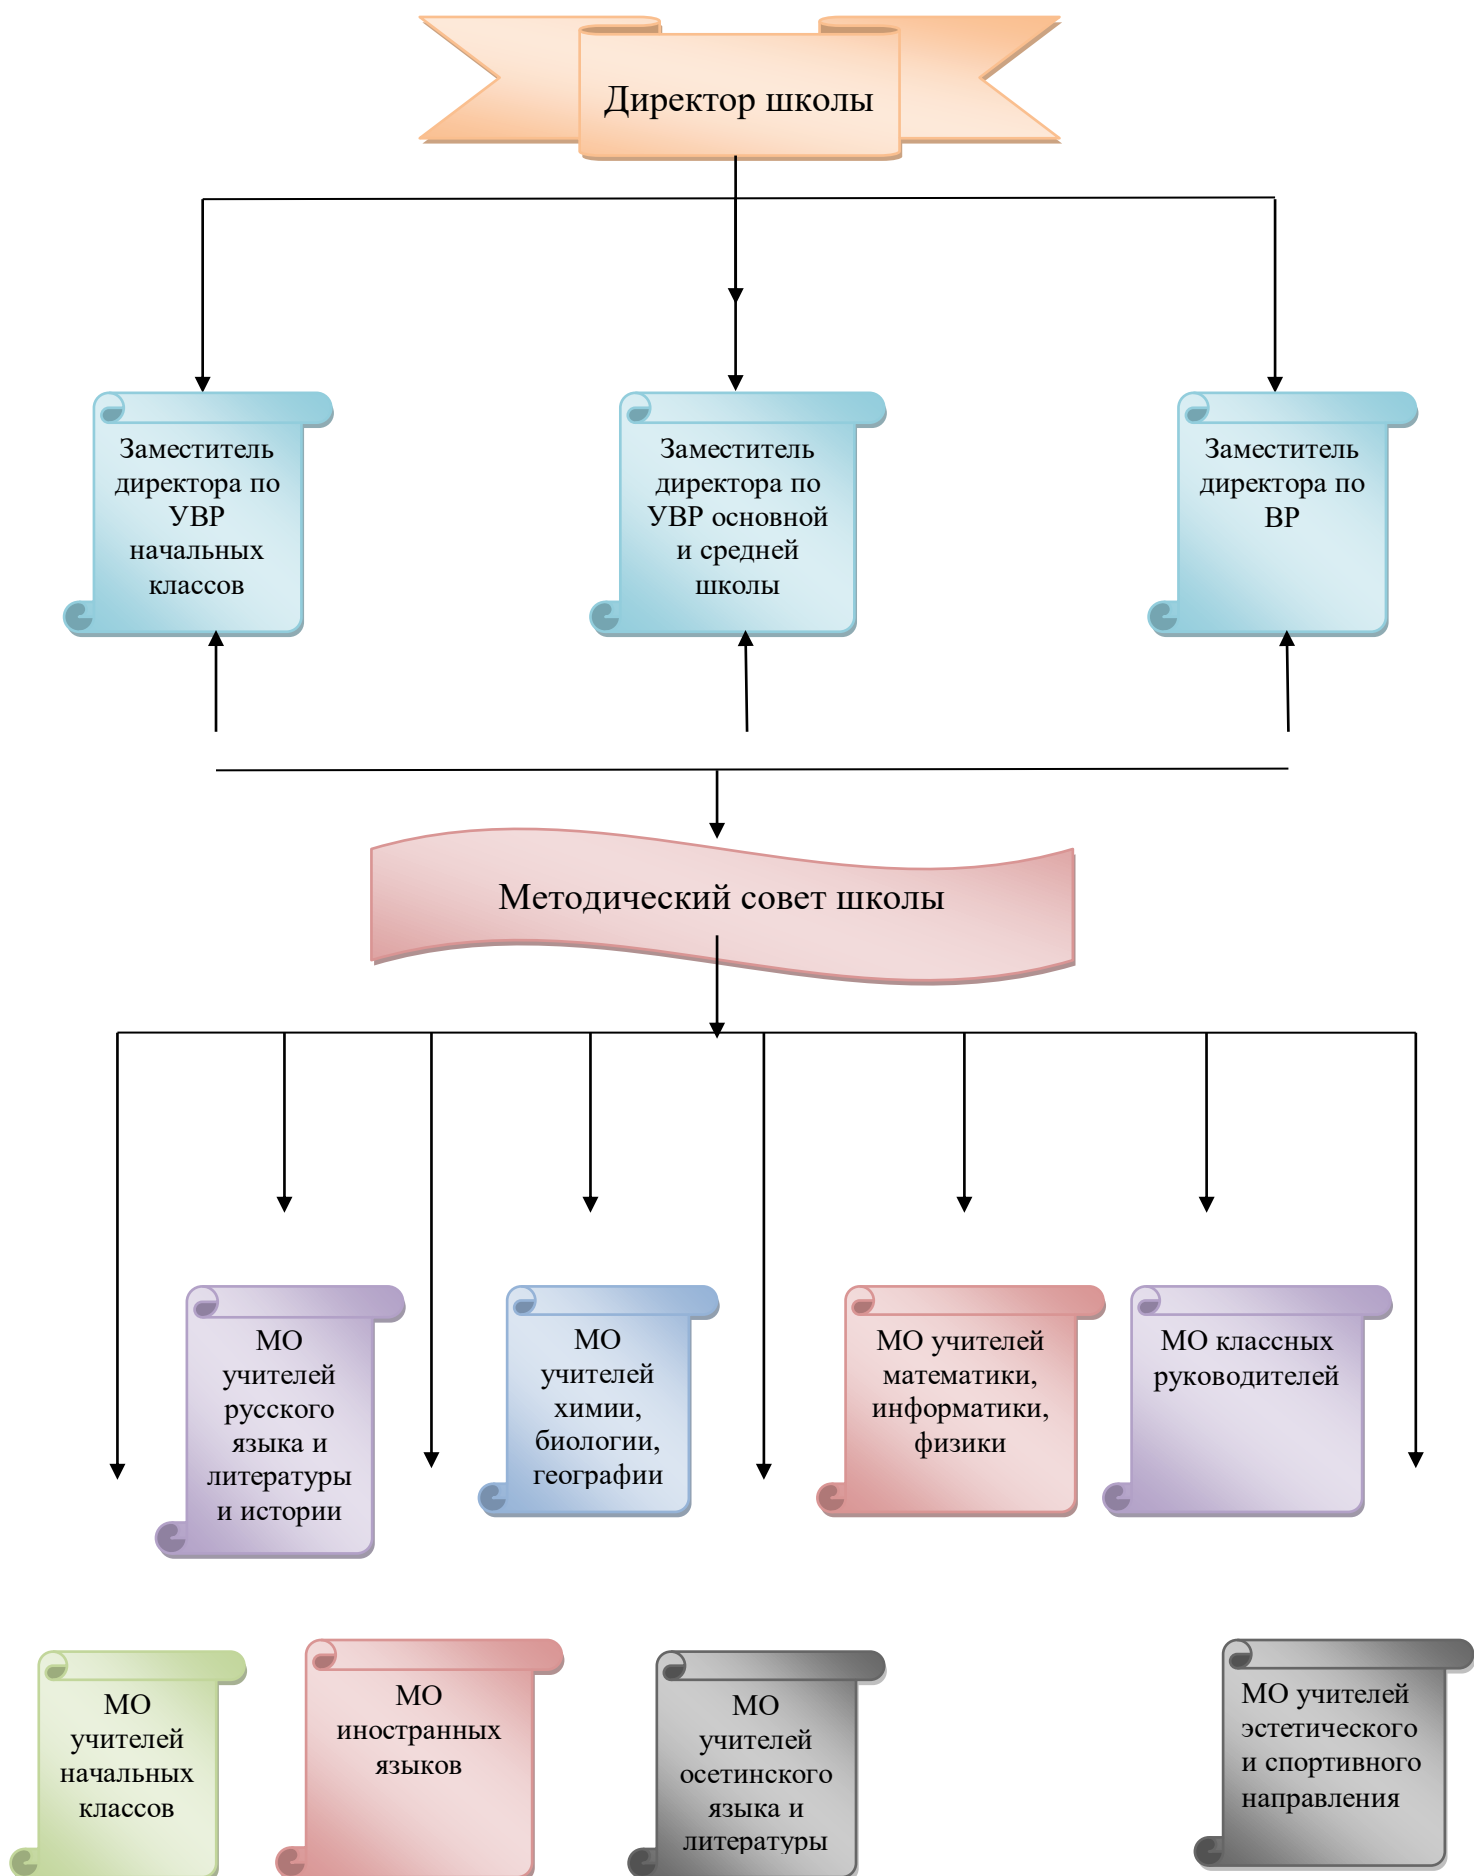 Директор школы
Заместитель
директора по
УВР
начальных
классов
Заместитель
директора по
УВР основной
и средней
школы
Заместитель
директора по
ВР
Методический совет школы
МО
учителей
русского
языка и
литературы
и истории
МО
учителей
химии,
биологии,
географии
МО учителей
математики,
информатики,
физики
МО классных
руководителей
МО
учителей
начальных
классов
МО
иностранных
языков
МО
учителей
осетинского
языка и
литературы
МО учителей
эстетического
и спортивного
направления